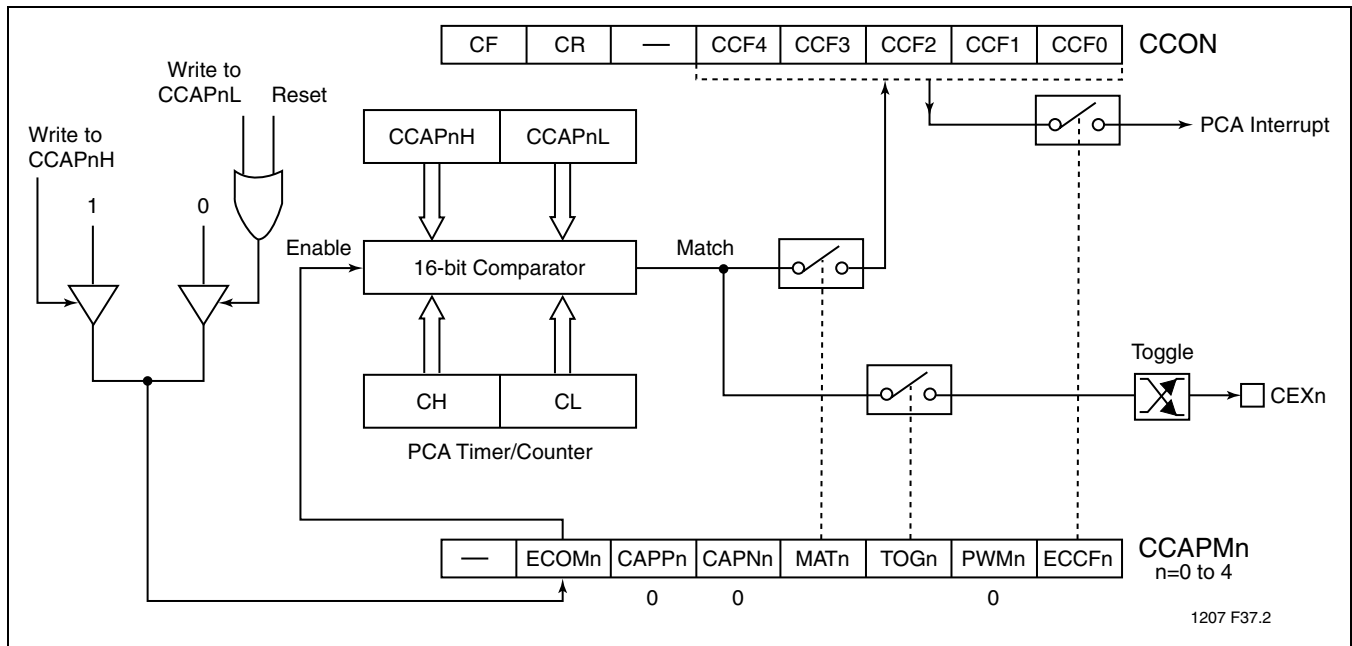 CF CR — CCF4 CCF3 CCF2 CCF1 CCF0 CCON
Write to
CCAPnL
Reset
Write to
CCAPnH
CCAPnH CCAPnL
PCA Interrupt
1 0
Enable
16-bit Comparator
Match
CH CL
PCA Timer/Counter
Toggle
CEXn
— ECOMn CAPPn CAPNn MATn TOGn PWMn ECCFn CCAPMn
n=0 to 4
0 0 0
1207 F37.2